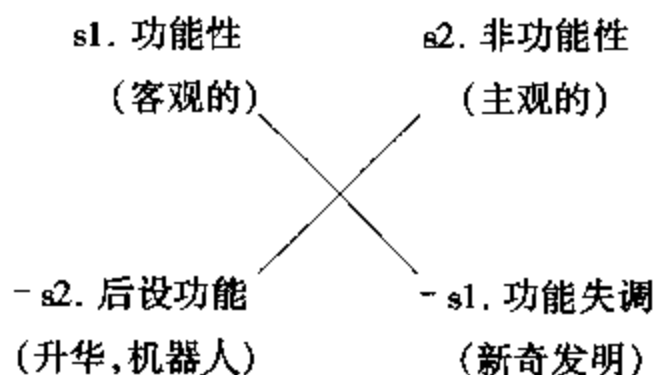 s1. 功能性 s2. 非功能性
(客观的) (主观的)
- s2. 后设功能 - s1. 功能失调
(升华,机器人) (新奇发明)